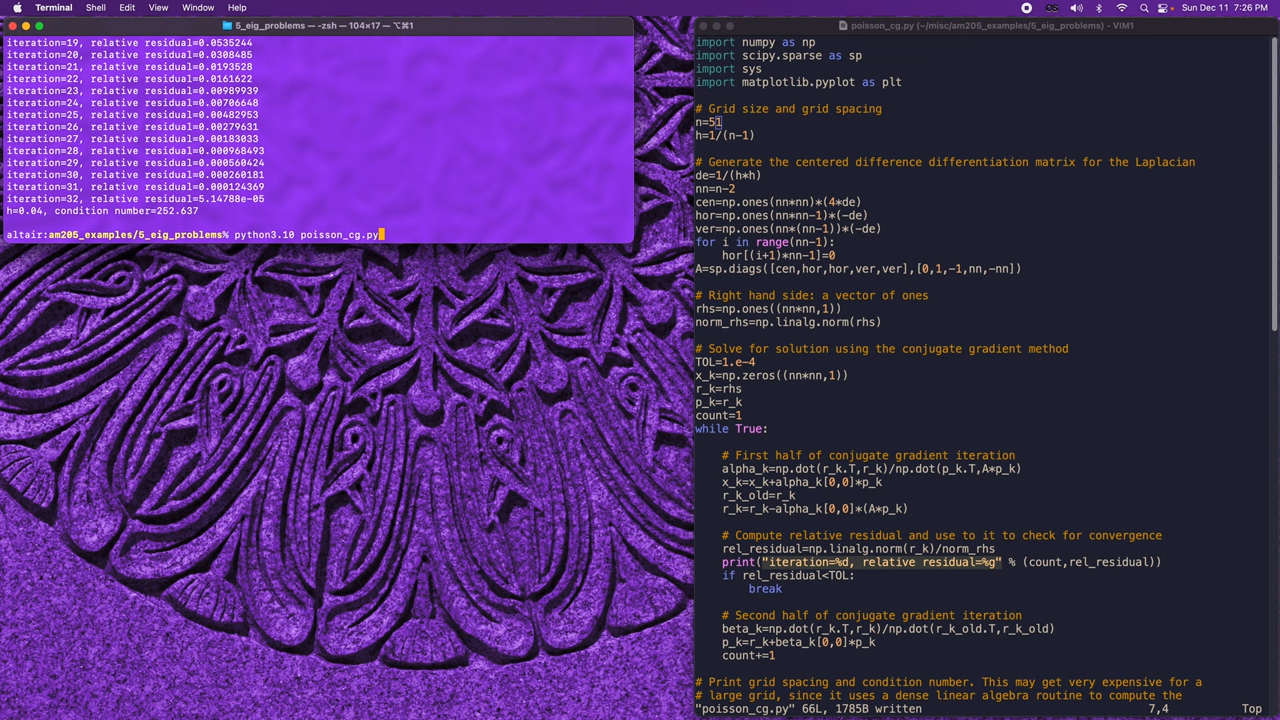 Terminal Shell Edit View Window Help
Sun Dec 11 7:26 PM
5_eig_problems — -zsh — 104×17 — ⌥⌘1
iteration=19, relative residual=0.0535244
iteration=20, relative residual=0.0308485
iteration=21, relative residual=0.0193528
iteration=22, relative residual=0.0161622
iteration=23, relative residual=0.00989939
iteration=24, relative residual=0.00706648
iteration=25, relative residual=0.00482953
iteration=26, relative residual=0.00279631
iteration=27, relative residual=0.00183033
iteration=28, relative residual=0.000968493
iteration=29, relative residual=0.000560424
iteration=30, relative residual=0.000260181
iteration=31, relative residual=0.000124369
iteration=32, relative residual=5.14788e-05
h=0.04, condition number=252.637
altair:am205_examples/5_eig_problems% python3.10 poisson_cg.py
poisson_cg.py (~/misc/am205_examples/5_eig_problems) - VIM1
import numpy as np
import scipy.sparse as sp
import sys
import matplotlib.pyplot as plt
# Grid size and grid spacing
n=51
h=1/(n-1)
# Generate the centered difference differentiation matrix for the Laplacian
de=1/(h*h)
nn=n-2
cen=np.ones(nn*nn)*(4*de)
hor=np.ones(nn*nn-1)*(-de)
ver=np.ones(nn*(nn-1))*(-de)
for i in range(nn-1):
    hor[(i+1)*nn-1]=0
A=sp.diags([cen,hor,hor,ver,ver],[0,1,-1,nn,-nn])
# Right hand side: a vector of ones
rhs=np.ones((nn*nn,1))
norm_rhs=np.linalg.norm(rhs)
# Solve for solution using the conjugate gradient method
TOL=1.e-4
x_k=np.zeros((nn*nn,1))
r_k=rhs
p_k=r_k
count=1
while True:
    # First half of conjugate gradient iteration
    alpha_k=np.dot(r_k.T,r_k)/np.dot(p_k.T,A*p_k)
    x_k=x_k+alpha_k[0,0]*p_k
    r_k_old=r_k
    r_k=r_k-alpha_k[0,0]*(A*p_k)
    # Compute relative residual and use to it to check for convergence
    rel_residual=np.linalg.norm(r_k)/norm_rhs
    print("iteration=%d, relative residual=%g" % (count,rel_residual))
    if rel_residual<TOL:
        break
    # Second half of conjugate gradient iteration
    beta_k=np.dot(r_k.T,r_k)/np.dot(r_k_old.T,r_k_old)
    p_k=r_k+beta_k[0,0]*p_k
    count+=1
# Print grid spacing and condition number. This may get very expensive for a
# large grid, since it uses a dense linear algebra routine to compute the
"poisson_cg.py" 66L, 1785B written 7,4 Top